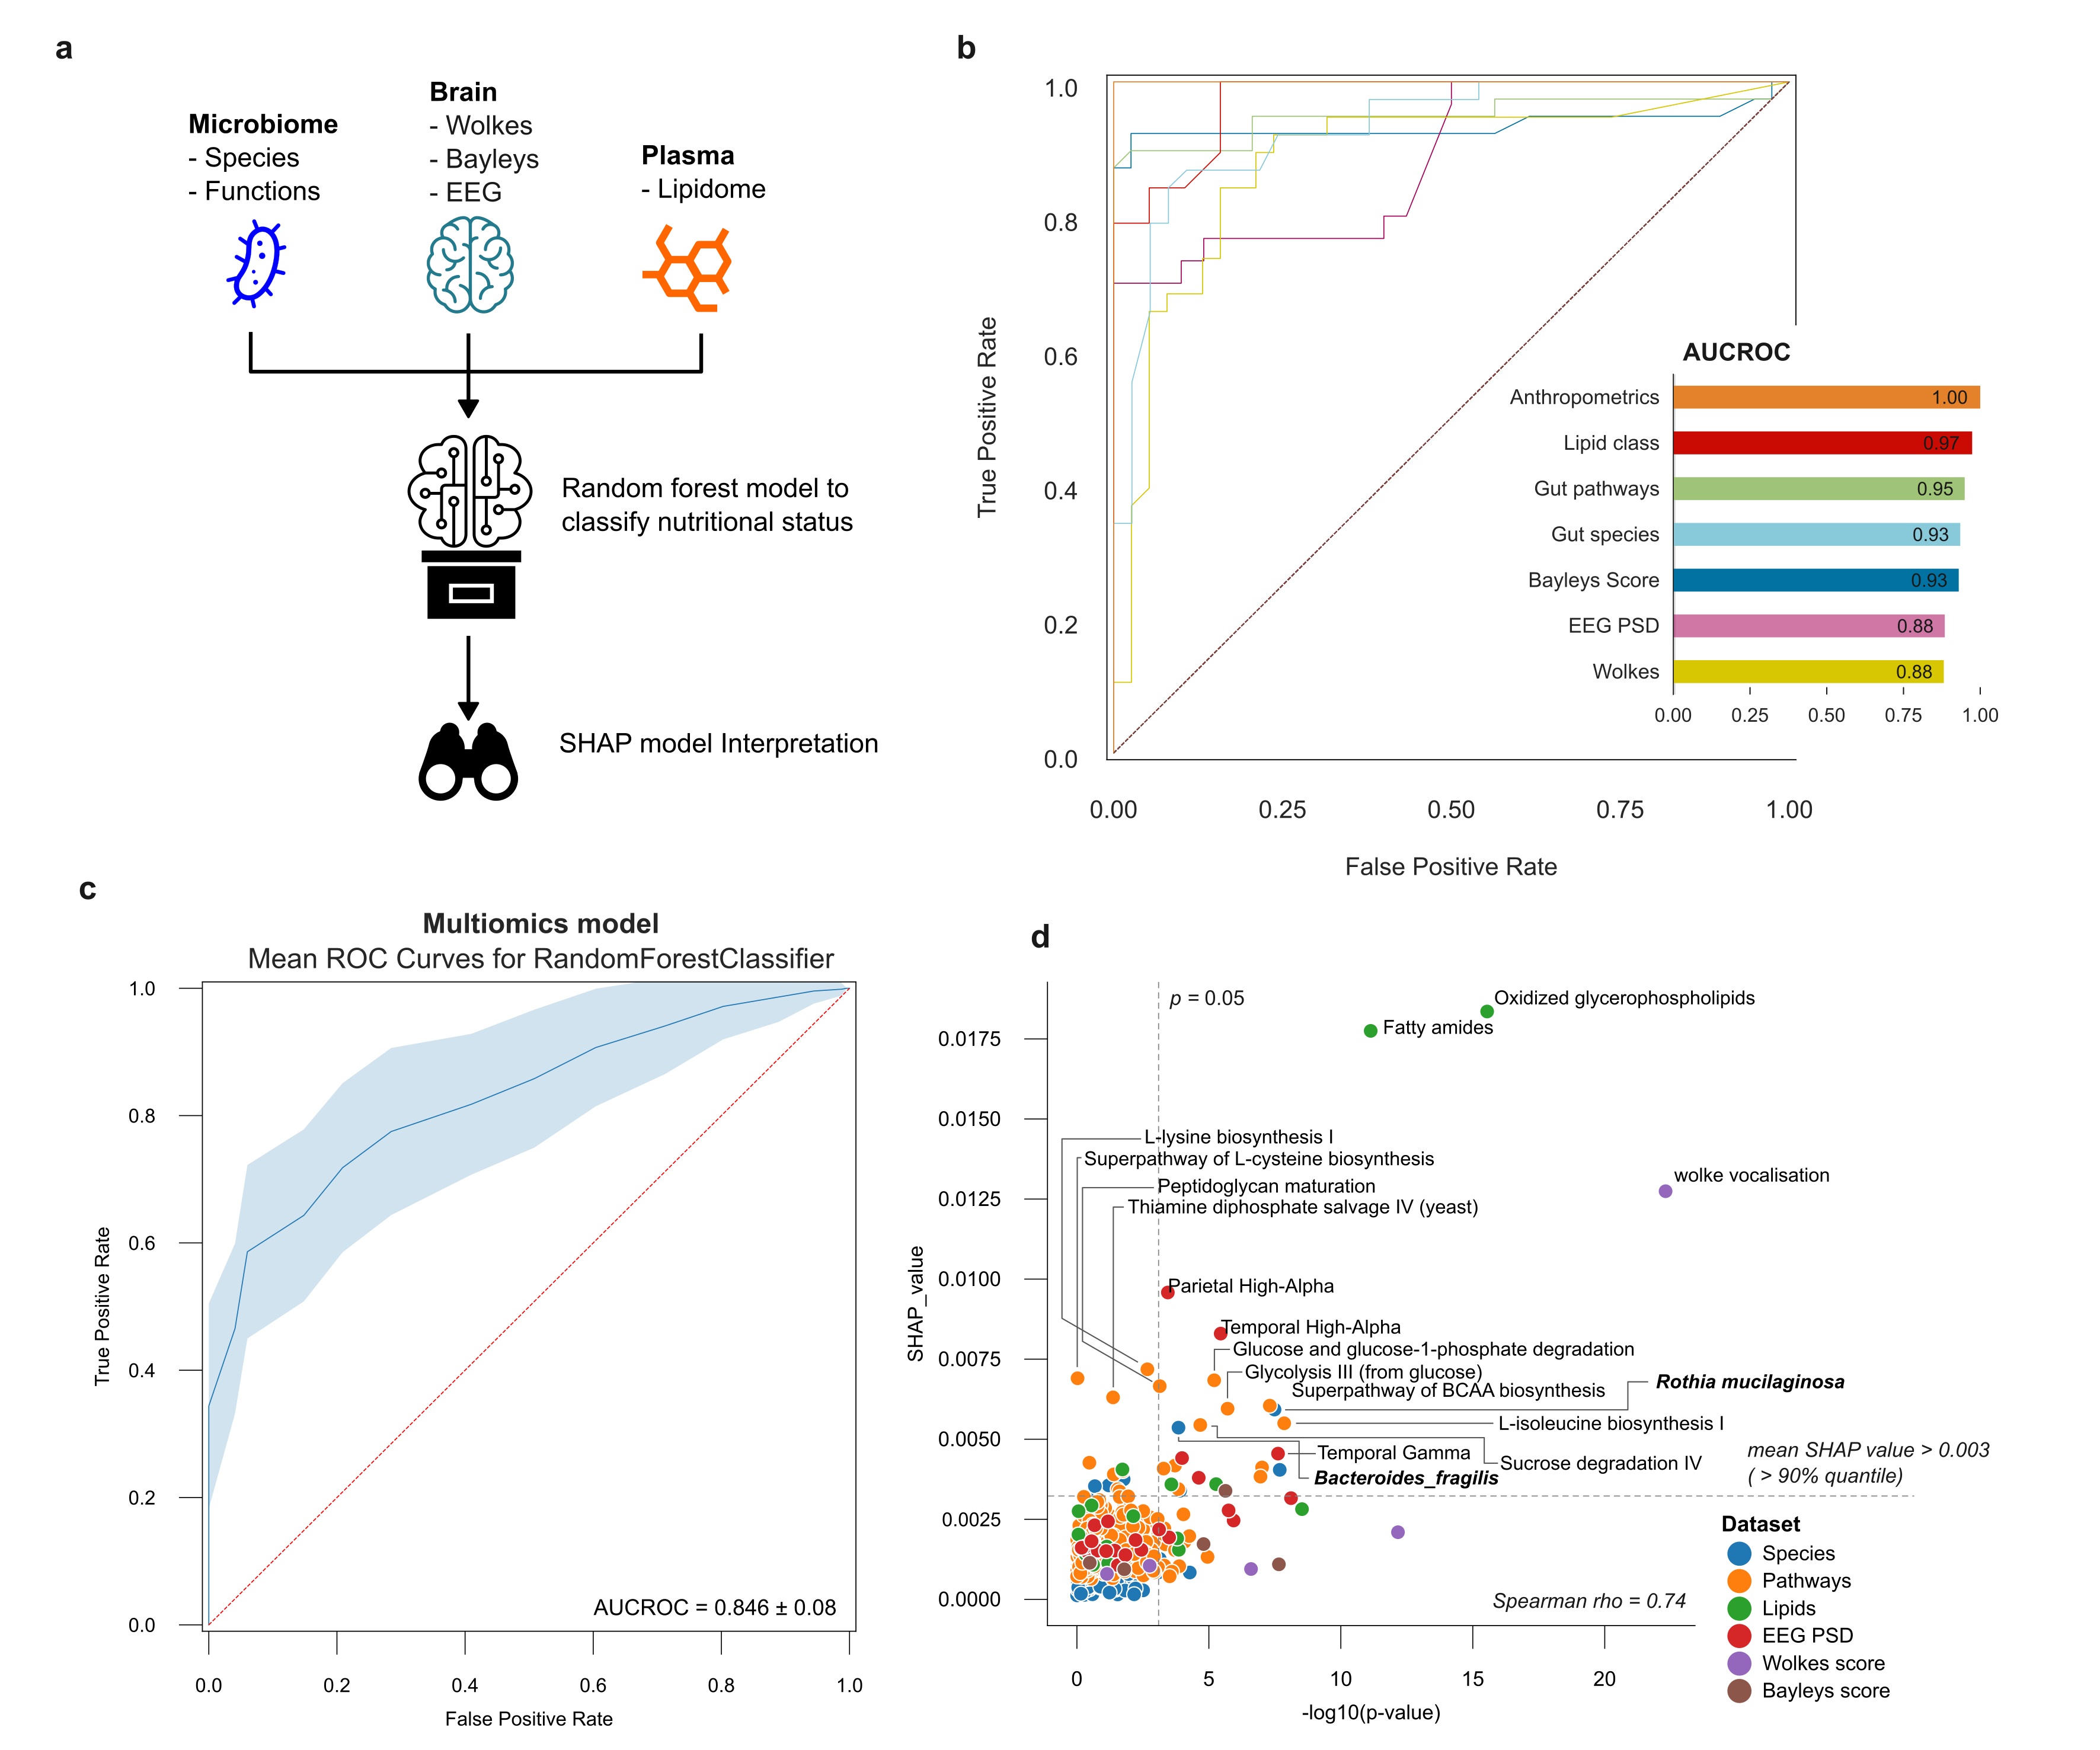 a
Microbiome
- Species
- Functions
Brain
- Wolkes
- Bayleys
- EEG
Plasma
- Lipidome
Random forest model to
classify nutritional status
SHAP model Interpretation
b
True Positive Rate
1.0
0.8
0.6
0.4
0.2
0.0
0.00 0.25 0.50 0.75 1.00
False Positive Rate
AUCROC
Anthropometrics 1.00
Lipid class 0.97
Gut pathways 0.95
Gut species 0.93
Bayleys Score 0.93
EEG PSD 0.88
Wolkes 0.88
0.00 0.25 0.50 0.75 1.00
c
Multiomics model
Mean ROC Curves for RandomForestClassifier
True Positive Rate
1.0
0.8
0.6
0.4
0.2
0.0
AUCROC = 0.846 ± 0.08
0.0 0.2 0.4 0.6 0.8 1.0
False Positive Rate
d
SHAP_value
0.0175
0.0150
0.0125
0.0100
0.0075
0.0050
0.0025
0.0000
p = 0.05
Oxidized glycerophospholipids
Fatty amides
L-lysine biosynthesis I
Superpathway of L-cysteine biosynthesis
wolke vocalisation
Peptidoglycan maturation
Thiamine diphosphate salvage IV (yeast)
Parietal High-Alpha
Temporal High-Alpha
Glucose and glucose-1-phosphate degradation
Glycolysis III (from glucose)
Superpathway of BCAA biosynthesis
Rothia mucilaginosa
L-isoleucine biosynthesis I
Temporal Gamma
Sucrose degradation IV
Bacteroides_fragilis
mean SHAP value > 0.003
( > 90% quantile)
Spearman rho = 0.74
0 5 10 15 20
-log10(p-value)
Dataset
Species
Pathways
Lipids
EEG PSD
Wolkes score
Bayleys score